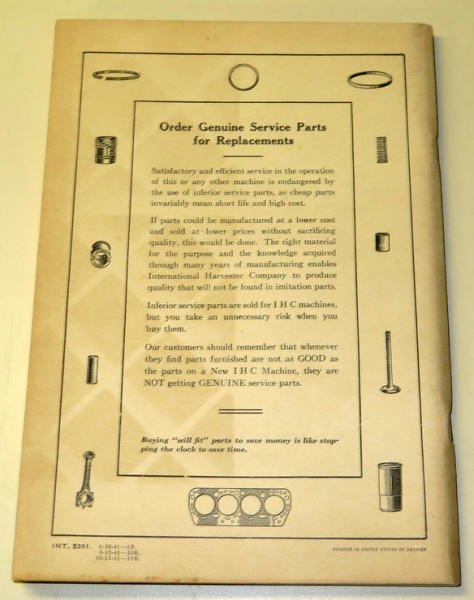 Order Genuine Service Parts
for Replacements
Satisfactory and efficient service in the operation
of this or any other machine is endangered by
the use of inferior service parts, as cheap parts
invariably mean short life and high cost.
If parts could be manufactured at a lower cost
and sold at lower prices without sacrificing
quality, this would be done. The right material
for the purpose and the knowledge acquired
through many years of manufacturing enables
International Harvester Company to produce
quality that will not be found in imitation parts.
Inferior service parts are sold for I H C machines,
but you take an unnecessary risk when you
buy them.
Our customers should remember that whenever
they find parts furnished are not as GOOD as
the parts on a New I H C Machine, they are
NOT getting GENUINE service parts.
Buying "will fit" parts to save money is like stop-
ping the clock to save time.
INT. 5391.
PRINTED IN UNITED STATES OF AMERICA